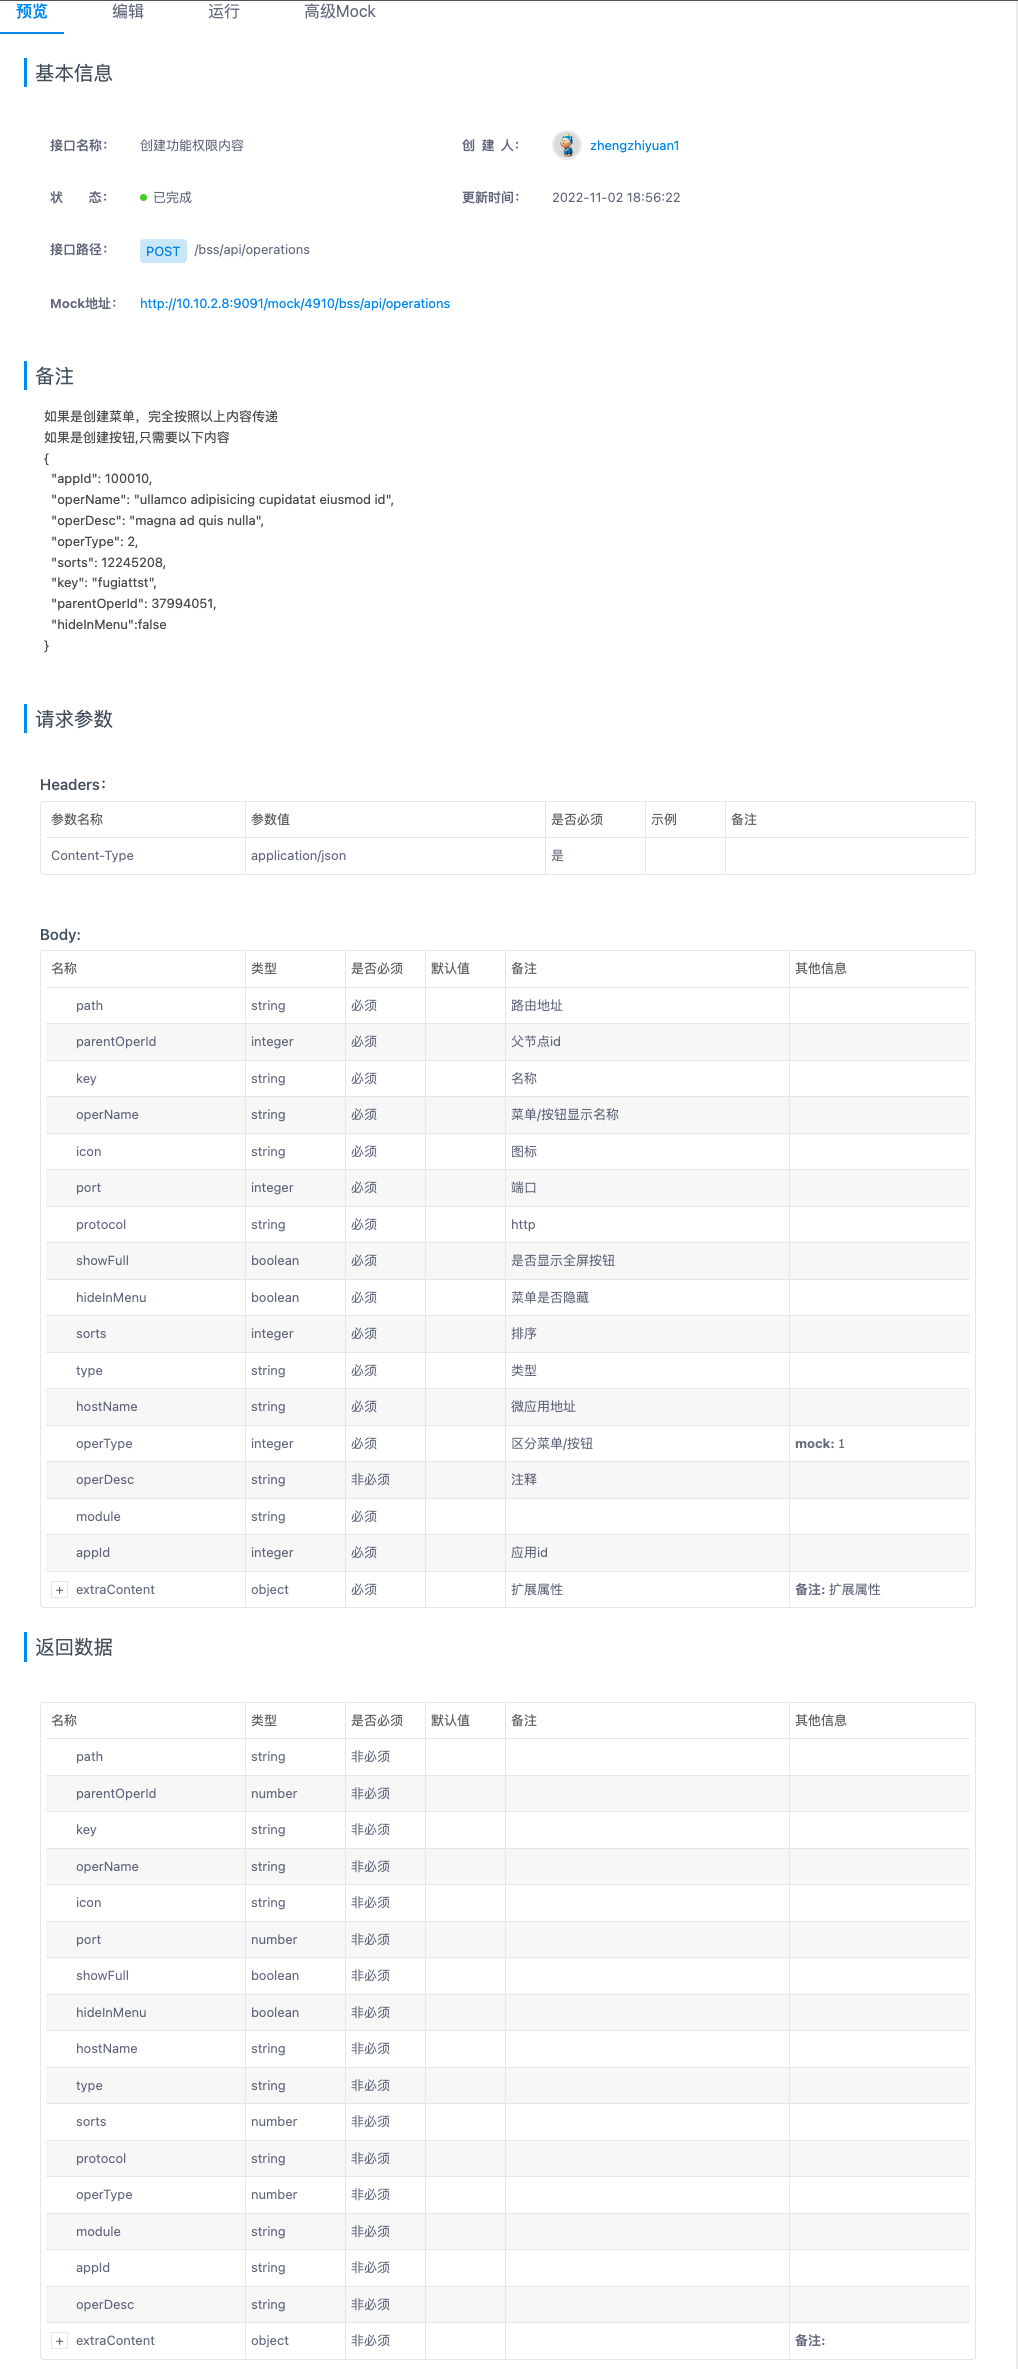 预览 编辑 运行 高级Mock
基本信息
接口名称： 创建功能权限内容 创 建 人： zhengzhiyuan1
状 态： 已完成 更新时间： 2022-11-02 18:56:22
接口路径： POST /bss/api/operations
Mock地址： http://10.10.2.8:9091/mock/4910/bss/api/operations
备注
如果是创建菜单，完全按照以上内容传递
如果是创建按钮,只需要以下内容
{
"appId": 100010,
"operName": "ullamco adipisicing cupidatat eiusmod id",
"operDesc": "magna ad quis nulla",
"operType": 2,
"sorts": 12245208,
"key": "fugiattst",
"parentOperId": 37994051,
"hideInMenu":false
}
请求参数
Headers：
参数名称 参数值 是否必须 示例 备注
Content-Type application/json 是
Body:
名称 类型 是否必须 默认值 备注 其他信息
path string 必须 路由地址
parentOperId integer 必须 父节点id
key string 必须 名称
operName string 必须 菜单/按钮显示名称
icon string 必须 图标
port integer 必须 端口
protocol string 必须 http
showFull boolean 必须 是否显示全屏按钮
hideInMenu boolean 必须 菜单是否隐藏
sorts integer 必须 排序
type string 必须 类型
hostName string 必须 微应用地址
operType integer 必须 区分菜单/按钮 mock: 1
operDesc string 非必须 注释
module string 必须
appId integer 必须 应用id
+ extraContent object 必须 扩展属性 备注: 扩展属性
返回数据
名称 类型 是否必须 默认值 备注 其他信息
path string 非必须
parentOperId number 非必须
key string 非必须
operName string 非必须
icon string 非必须
port number 非必须
showFull boolean 非必须
hideInMenu boolean 非必须
hostName string 非必须
type string 非必须
sorts number 非必须
protocol string 非必须
operType number 非必须
module string 非必须
appId string 非必须
operDesc string 非必须
+ extraContent object 非必须 备注: